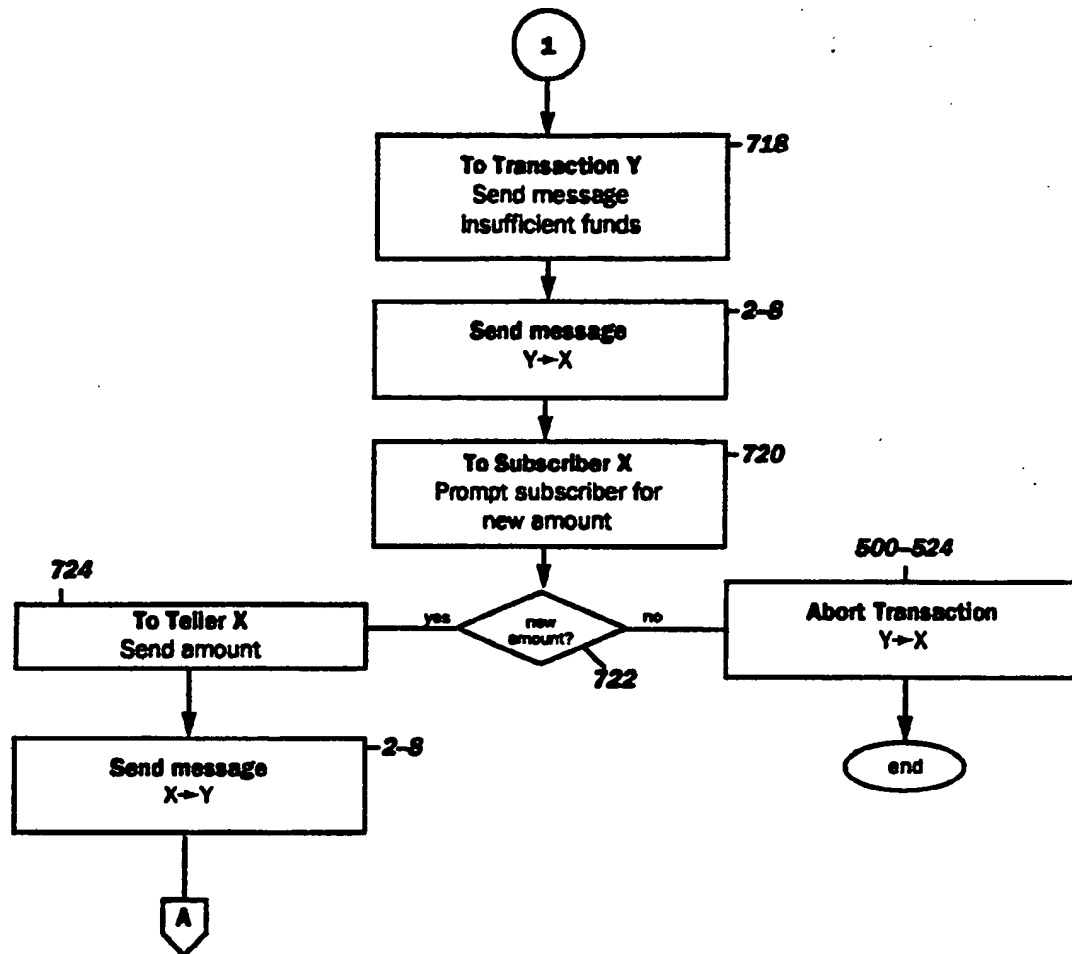 1
718
To Transaction Y
Send message
insufficient funds
2-8
Send message
Y→X
720
To Subscriber X
Prompt subscriber for
new amount
500-524
724
To Teller X
Send amount
yes
new
amount?
no
722
Abort Transaction
Y→X
2-8
Send message
X→Y
end
A